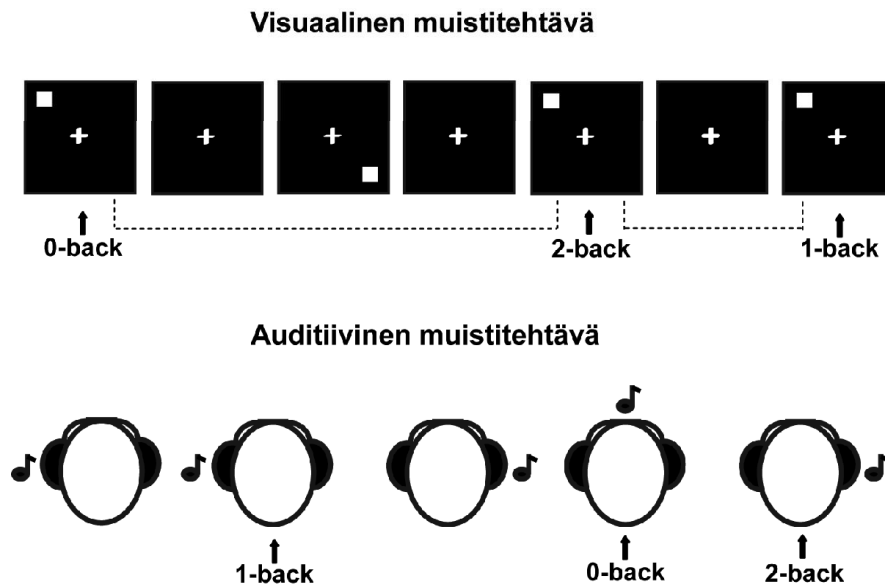 Visuaalinen muistitehtävä
0-back
2-back
1-back
Auditiivinen muistitehtävä
1-back
0-back
2-back